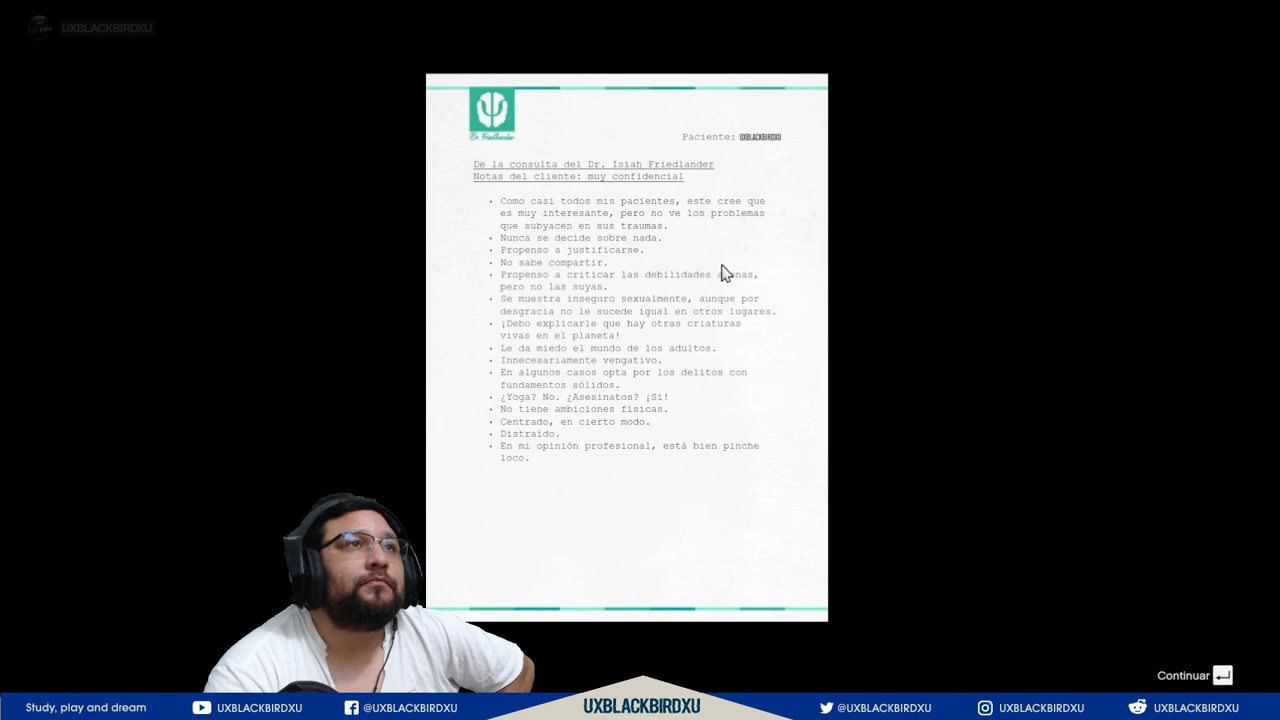 UXBLACKBIRDXU
Dr. Friedlander
Paciente: UXBLACKBIRDXU
De la consulta del Dr. Isiah Friedlander
Notas del cliente: muy confidencial
• Como casi todos mis pacientes, este cree que
es muy interesante, pero no ve los problemas
que subyacen en sus traumas.
• Nunca se decide sobre nada.
• Propenso a justificarse.
• No sabe compartir.
• Propenso a criticar las debilidades ajenas,
pero no las suyas.
• Se muestra inseguro sexualmente, aunque por
desgracia no le sucede igual en otros lugares.
• ¡Debo explicarle que hay otras criaturas
vivas en el planeta!
• Le da miedo el mundo de los adultos.
• Innecesariamente vengativo.
• En algunos casos opta por los delitos con
fundamentos sólidos.
• ¿Yoga? No. ¿Asesinatos? ¡Sí!
• No tiene ambiciones físicas.
• Centrado, en cierto modo.
• Distraído.
• En mi opinión profesional, está bien pinche
loco.
Continuar
Study, play and dream
UXBLACKBIRDXU
@UXBLACKBIRDXU
UXBLACKBIRDXU
@UXBLACKBIRDXU
UXBLACKBIRDXU
UXBLACKBIRDXU